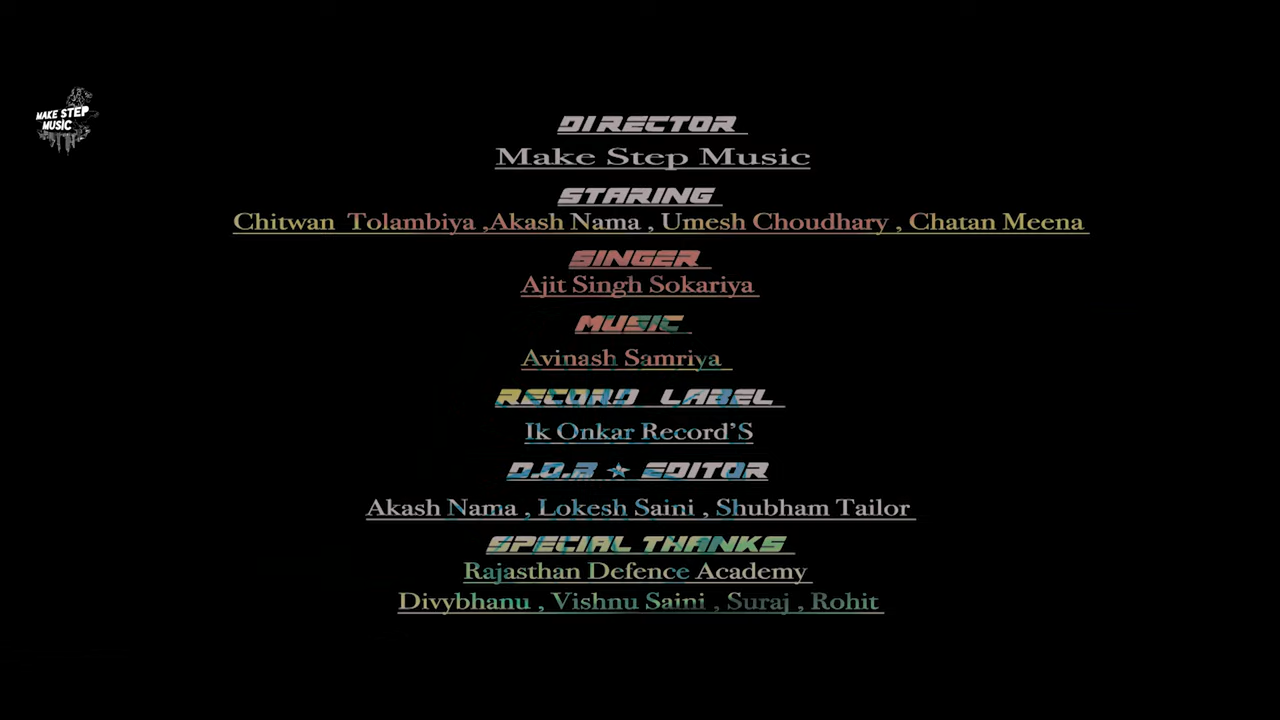 MAKE STEP
MUSIC
DIRECTOR
Make Step Music
STARING
Chitwan Tolambiya ,Akash Nama , Umesh Choudhary , Chatan Meena
SINGER
Ajit Singh Sokariya
MUSIC
Avinash Samriya
RECORD LABEL
Ik Onkar Record’S
D.O.B ★ EDITOR
Akash Nama , Lokesh Saini , Shubham Tailor
SPECIAL THANKS
Rajasthan Defence Academy
Divybhanu , Vishnu Saini , Suraj , Rohit